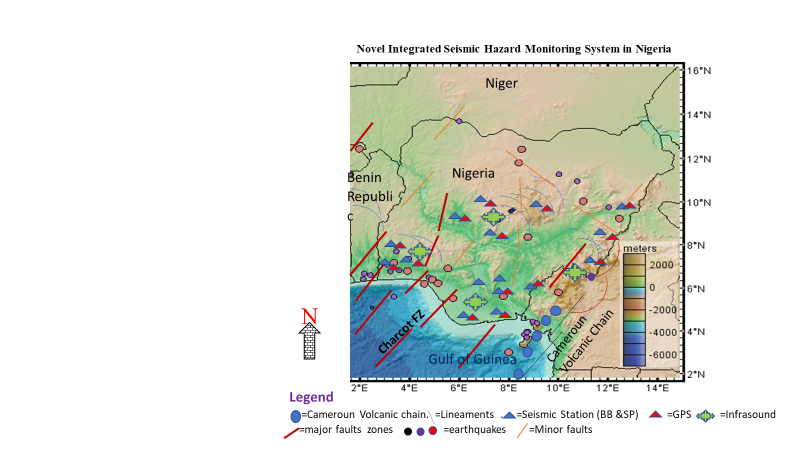 Novel Integrated Seismic Hazard Monitoring System in Nigeria
16°N
Niger
14°N
12°N
Nigeria
Benin
Republi
c
10°N
8°N
meters
2000
0
-2000
-4000
-6000
6°N
N
4°N
Charcot FZ
Cameroun
Volcanic Chain
Gulf of Guinea
2°N
2°E
4°E
6°E
8°E
10°E
12°E
14°E
Legend
=Cameroun Volcanic chain. =Lineaments =Seismic Station (BB &SP) =GPS =Infrasound
=major faults zones =earthquakes =Minor faults